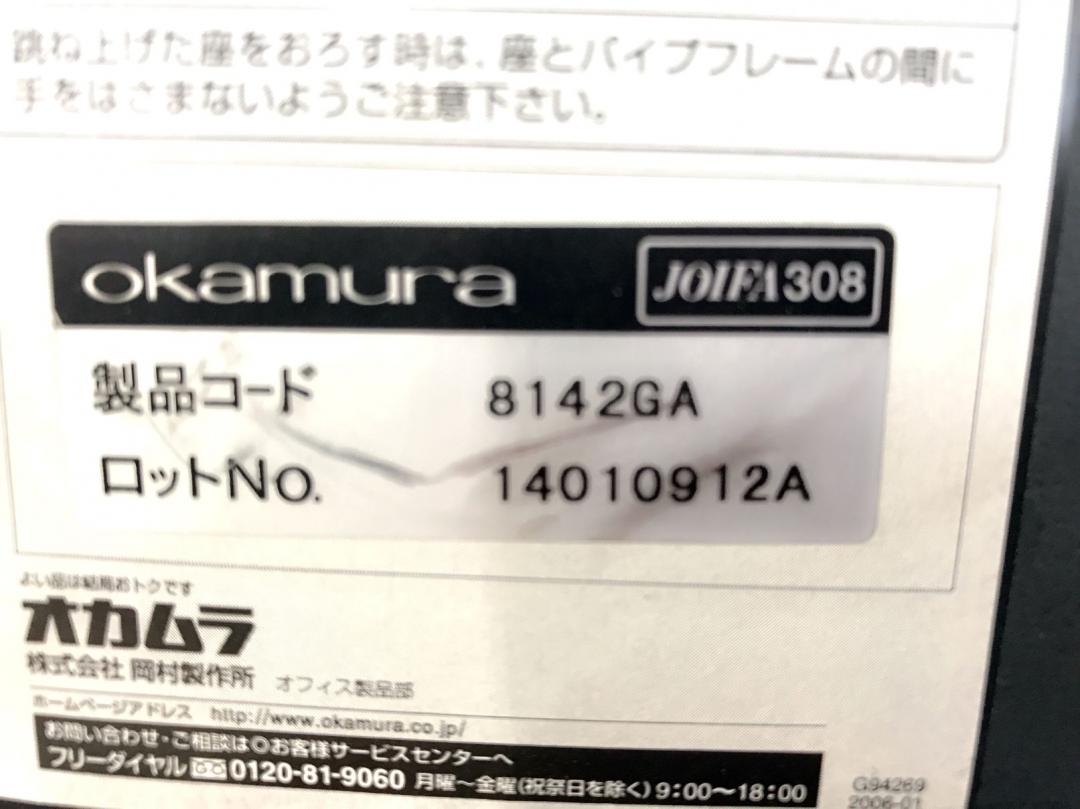 跳ね上げた座をおろす時は、座とパイプフレームの間に
手をはさまないようご注意下さい。
okamura JOIFA308
製品コード 8142GA
ロットNo. 14010912A
よい品は結局おトクです
オカムラ
株式会社 岡村製作所 オフィス製品部
ホームページアドレス http://www.okamura.co.jp/
お問い合わせ・ご相談は◎お客様サービスセンターへ
フリーダイヤル 0120-81-9060 月曜～金曜(祝祭日を除く)9:00～18:00
G94269
2006-01